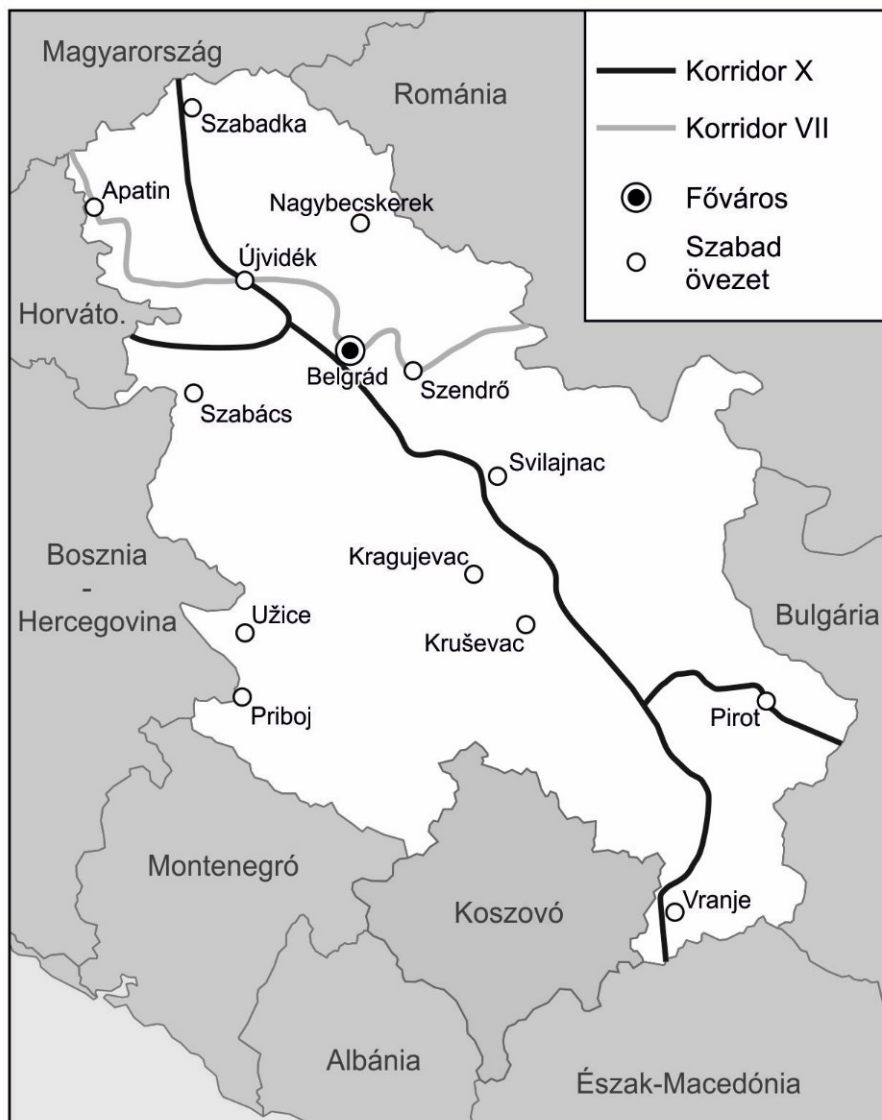 Magyarország
Románia
Korridor X
Korridor VII
Főváros
Szabad
övezet
Szabadka
Apatin
Nagybecskerek
Újvidék
Horváto.
Belgrád
Szendrő
Szabács
Svilajnac
Bosznia
-
Hercegovina
Kragujevac
Užice
Kruševac
Bulgária
Priboj
Pirot
Montenegró
Koszovó
Vranje
Albánia
Észak-Macedónia